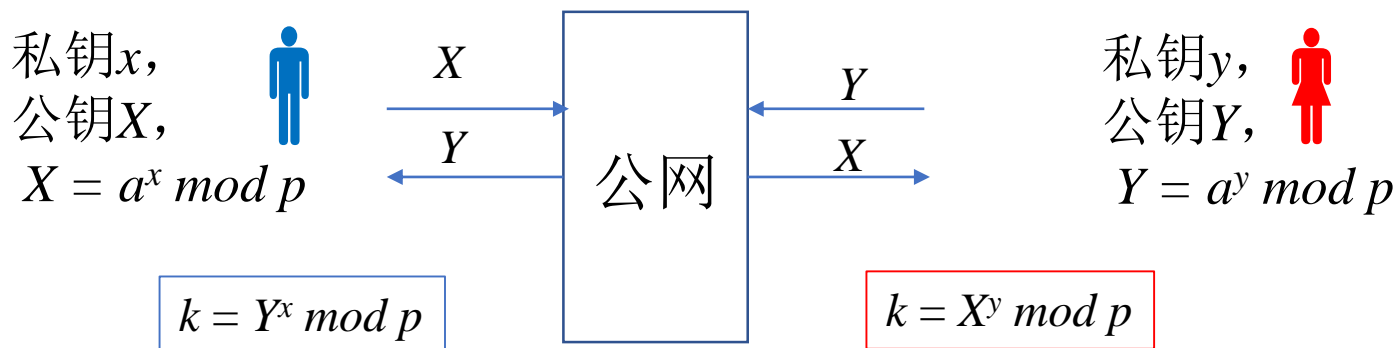 私钥x,
公钥X,
X = a^x mod p
X
Y
公网
Y
X
私钥y,
公钥Y,
Y = a^y mod p
k = Y^x mod p
k = X^y mod p